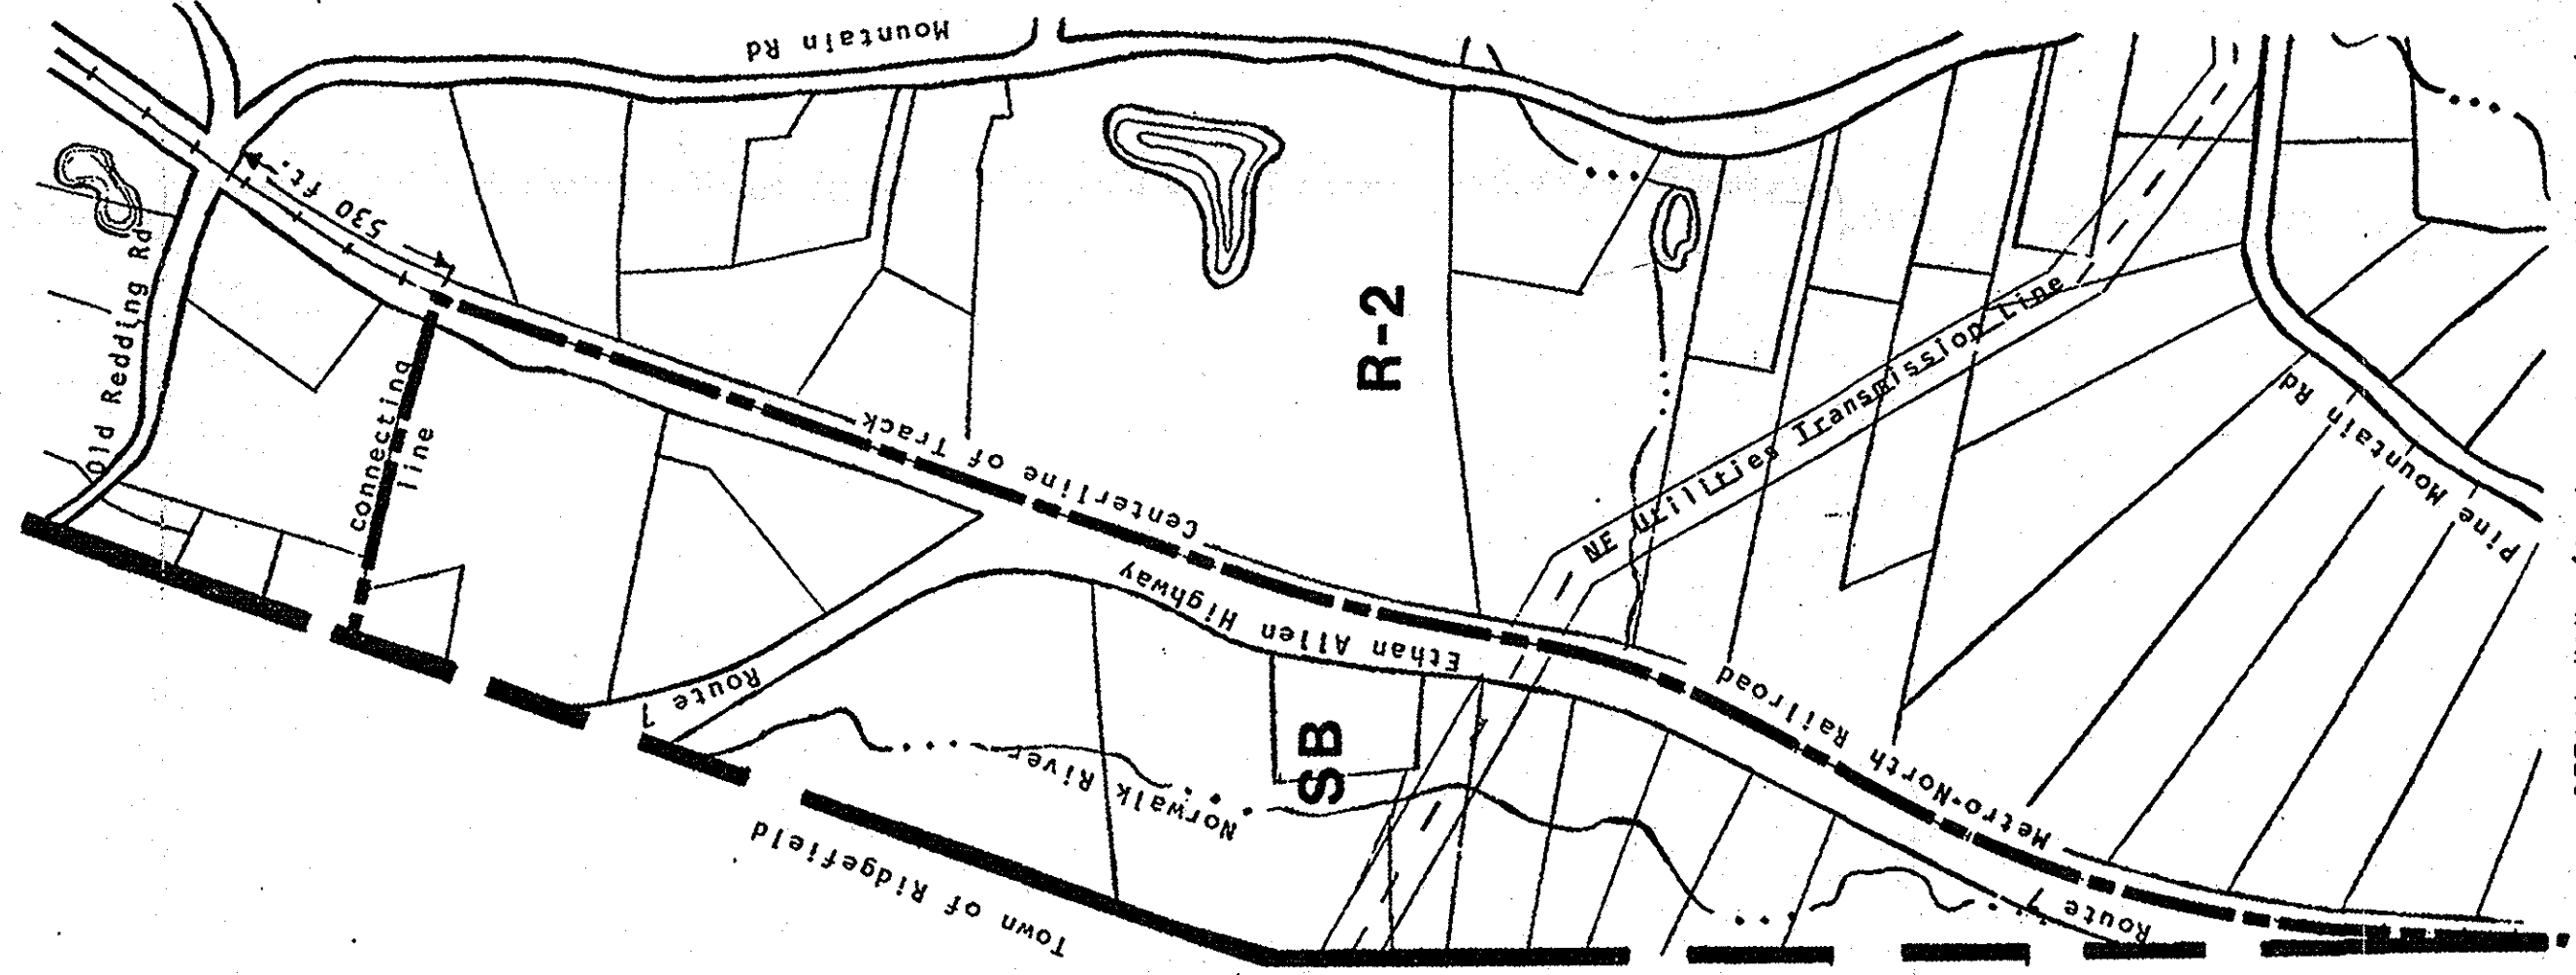 Mountain Rd
530 ft.
Old Redding Rd
connecting
line
Centerline of Track
R-2
NE Utilities Transmission Line
Pine Mountain Rd
Ethan Allen Highway
Route 7
Metro-North Railroad
SB
Norwalk River
Town of Ridgefield
Route 7